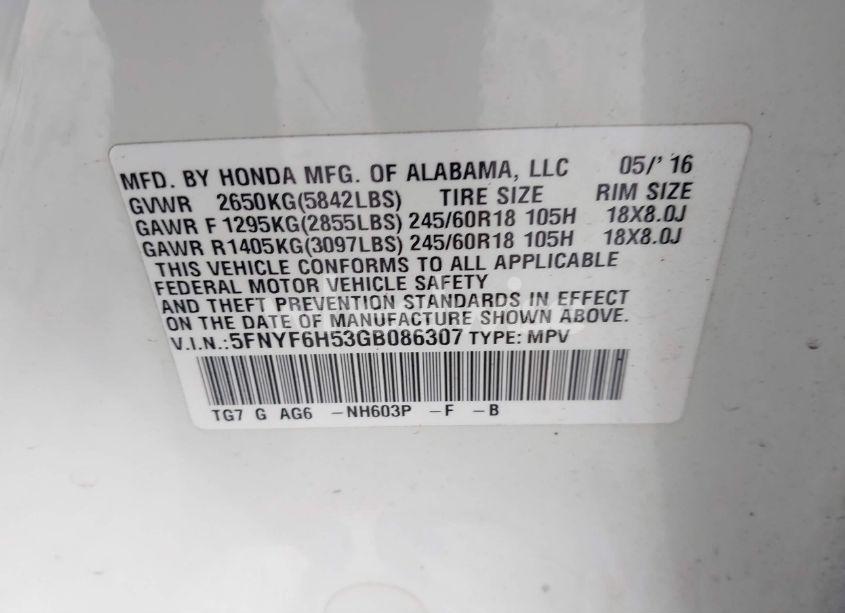 MFD. BY HONDA MFG. OF ALABAMA, LLC 05/' 16
GVWR 2650KG(5842LBS) TIRE SIZE RIM SIZE
GAWR F 1295KG(2855LBS) 245/60R18 105H 18X8.0J
GAWR R1405KG(3097LBS) 245/60R18 105H 18X8.0J
THIS VEHICLE CONFORMS TO ALL APPLICABLE
FEDERAL MOTOR VEHICLE SAFETY
AND THEFT PREVENTION STANDARDS IN EFFECT
ON THE DATE OF MANUFACTURE SHOWN ABOVE.
V.I.N.:5FNYF6H53GB086307 TYPE: MPV
TG7 G AG6 -NH603P -F -B